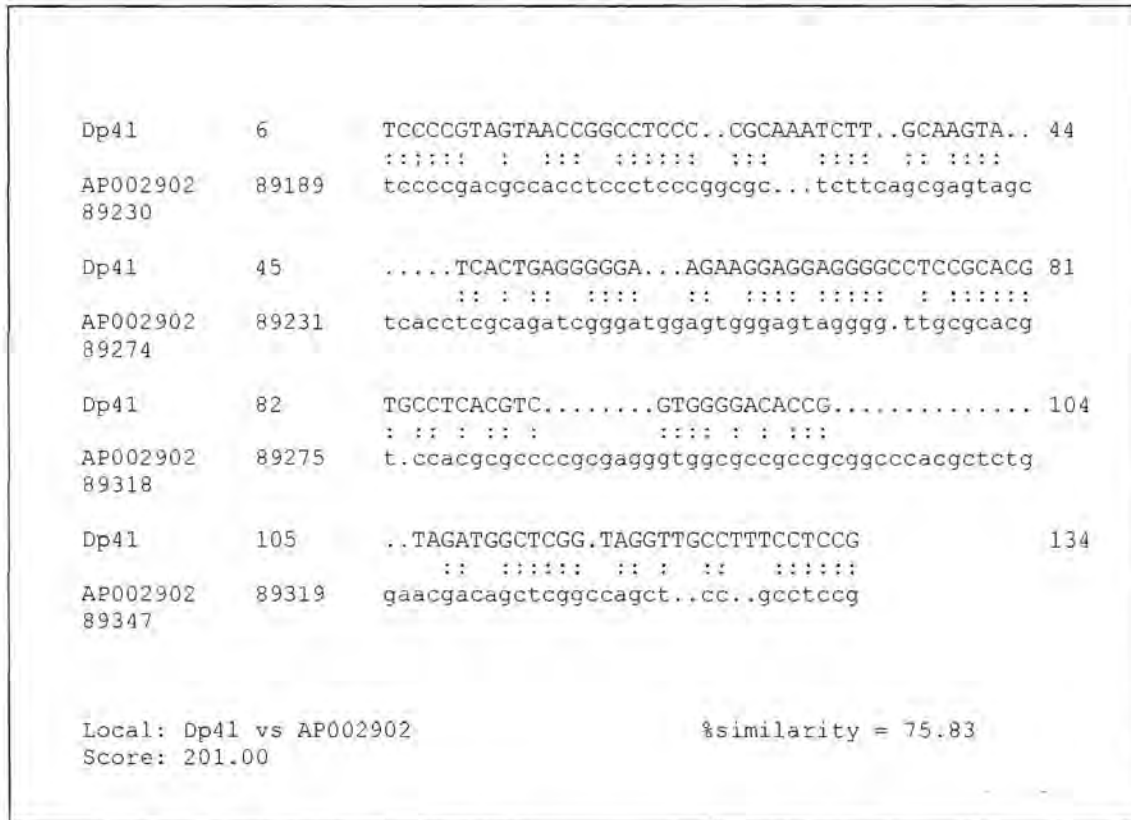 Dp41 6 TCCCCGTAGTAACCGGCCTCCC..CGCAAATCTT..GCAAGTA.. 44
:::::: : ::: :::::: ::: :::: :: ::::
AP002902 89189 tccccgacgccacctccctcccggcgc...tcttcagcgagtagc
89230
Dp41 45 .....TCACTGAGGGGGA...AGAAGGAGGAGGGGCCTCCGCACG 81
:: : :: :::: :: :::: ::::: : ::::::
AP002902 89231 tcacctcgcagatcgggatggagtgggagtagggg.ttgcgcacg
89274
Dp41 82 TGCCTCACGTC........GTGGGGACACCG.............. 104
: :: : :: : :::: : : :::
AP002902 89275 t.ccacgcgccccgcgagggtggcgccgccgcggcccacgctctg
89318
Dp41 105 ..TAGATGGCTCGG.TAGGTTGCCTTTCCTCCG 134
:: :::::: :: : :: ::::::
AP002902 89319 gaacgacagctcggccagct..cc..gcctccg
89347
Local: Dp41 vs AP002902 %similarity = 75.83
Score: 201.00